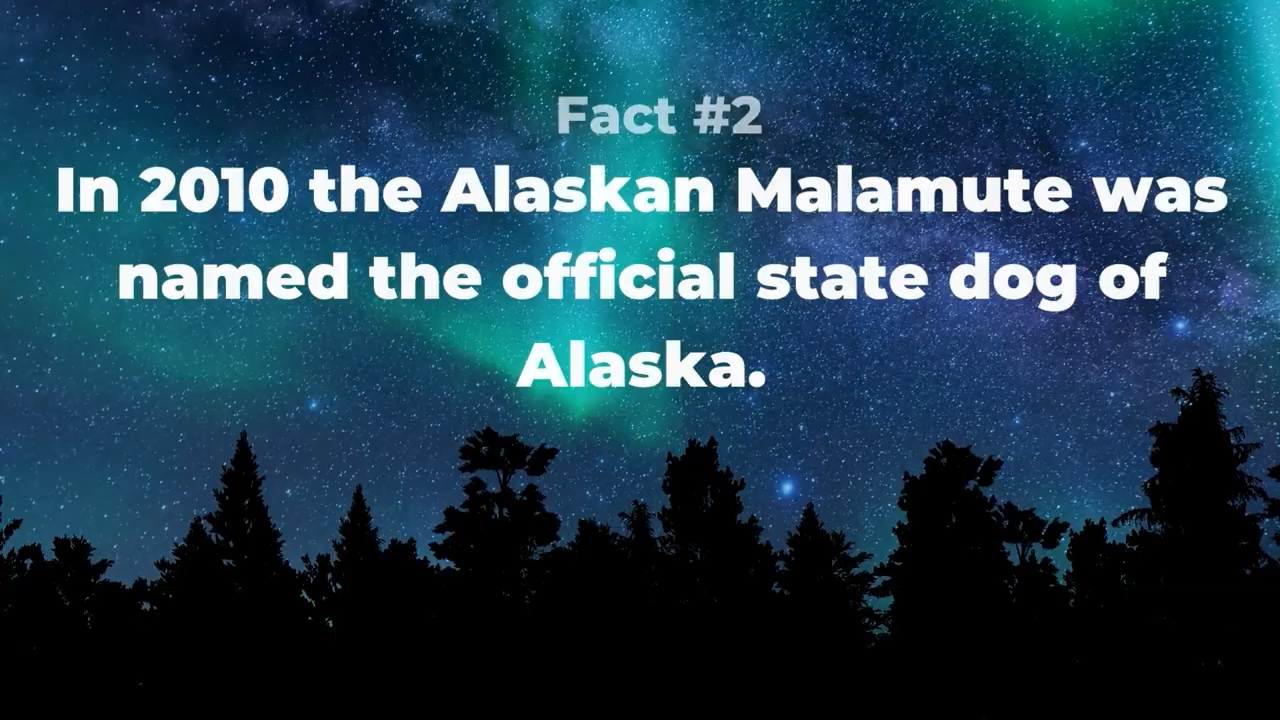 Fact #2
In 2010 the Alaskan Malamute was
named the official state dog of
Alaska.